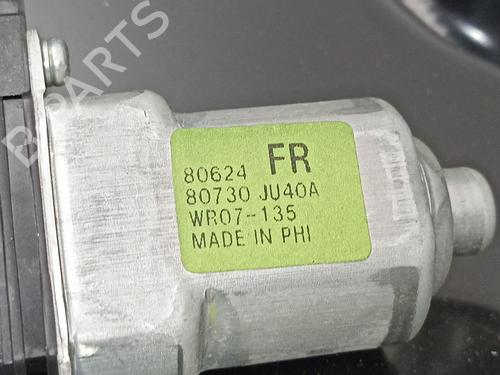 80624 FR
80730 JU40A
WR07-135
MADE IN PHI
B-PARTS